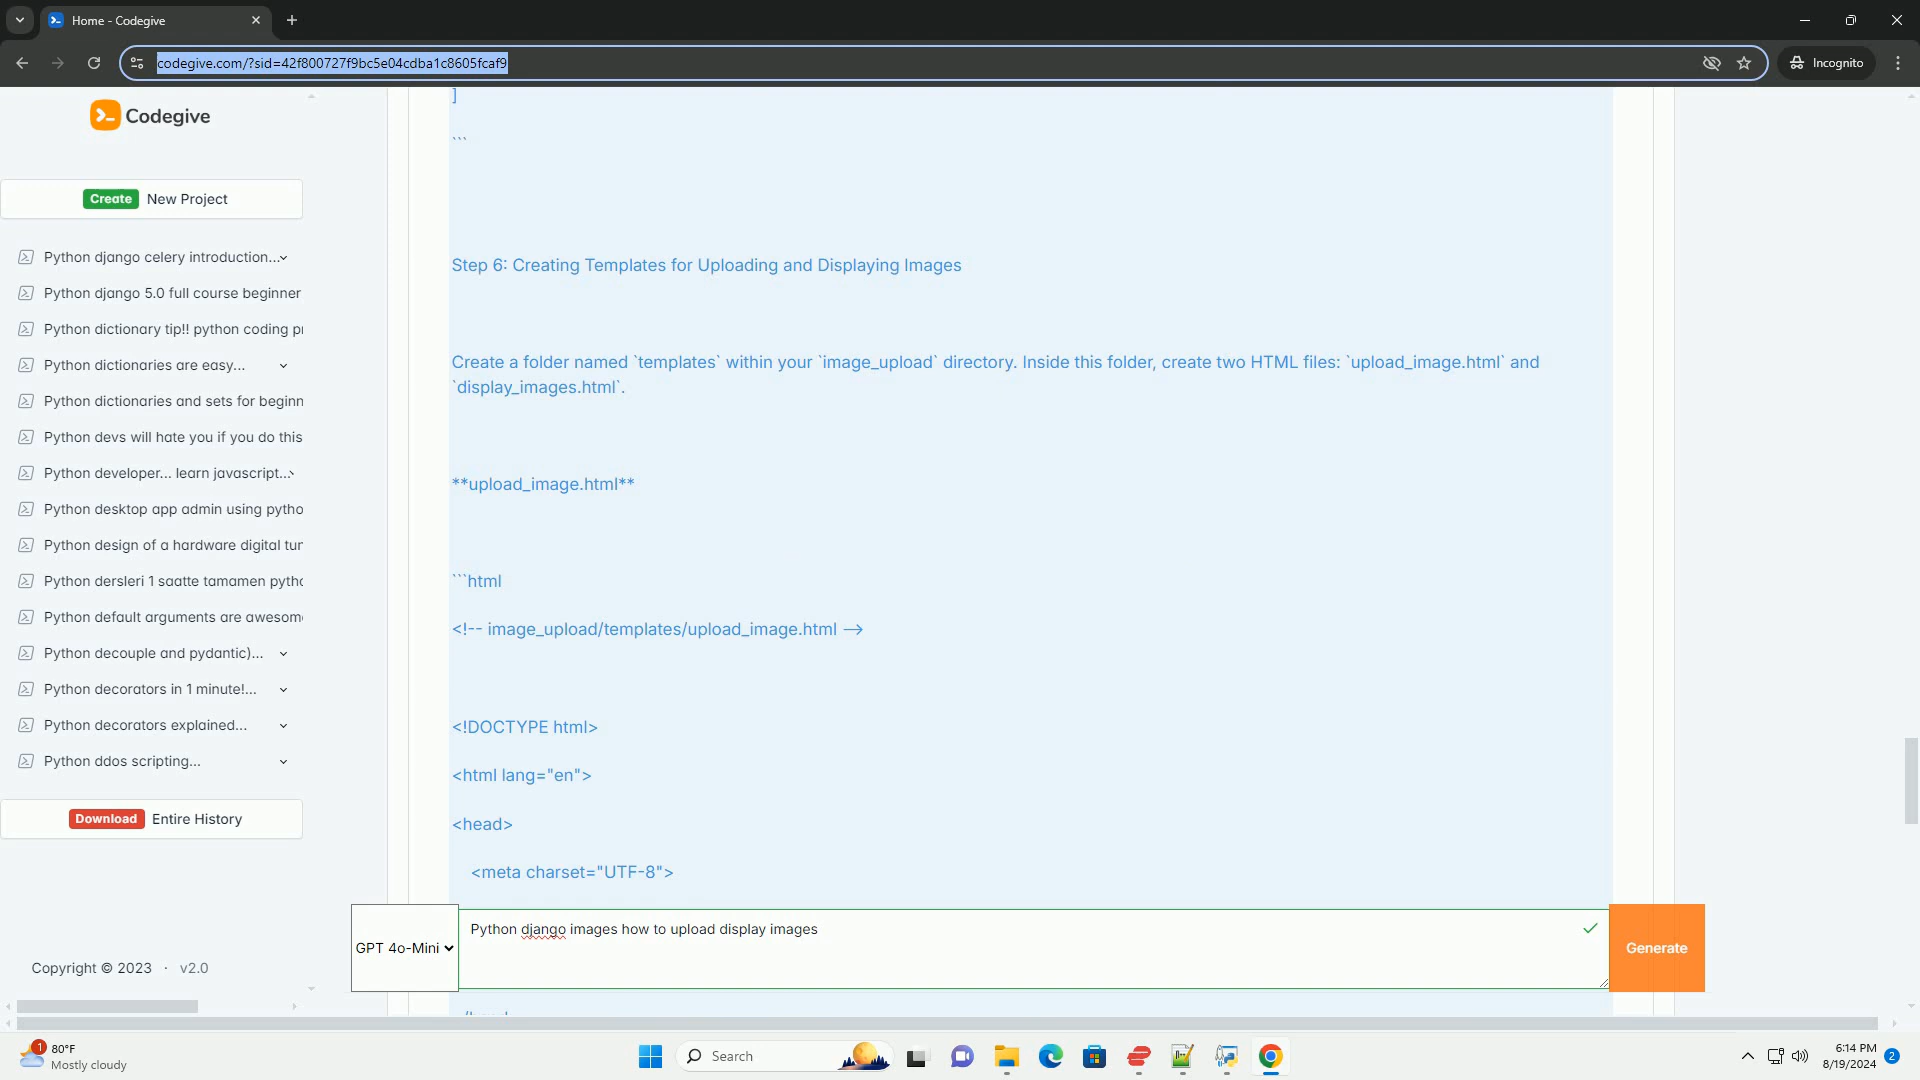 Home - Codegive
codegive.com/?sid=42f800727f9bc5e04cdba1c8605fcaf9
Incognito
Codegive
Create New Project
Python django celery introduction...
Python django 5.0 full course beginner
Python dictionary tip!! python coding
Python dictionaries are easy...
Python dictionaries and sets for beginn
Python devs will hate you if you do this
Python developer... learn javascript...
Python desktop app admin using pytho
Python design of a hardware digital tun
Python dersleri 1 saatte tamamen pytho
Python default arguments are awesom
Python decouple and pydantic)...
Python decorators in 1 minute!...
Python decorators explained...
Python ddos scripting...
Download Entire History
Copyright © 2023 · v2.0
]
```
Step 6: Creating Templates for Uploading and Displaying Images
Create a folder named `templates` within your `image_upload` directory. Inside this folder, create two HTML files: `upload_image.html` and
`display_images.html`.
**upload_image.html**
```html
<!-- image_upload/templates/upload_image.html -->
<!DOCTYPE html>
<html lang="en">
<head>
<meta charset="UTF-8">
GPT 4o-Mini
Python django images how to upload display images
Generate
1
80°F
Mostly cloudy
Search
6:14 PM
8/19/2024
2